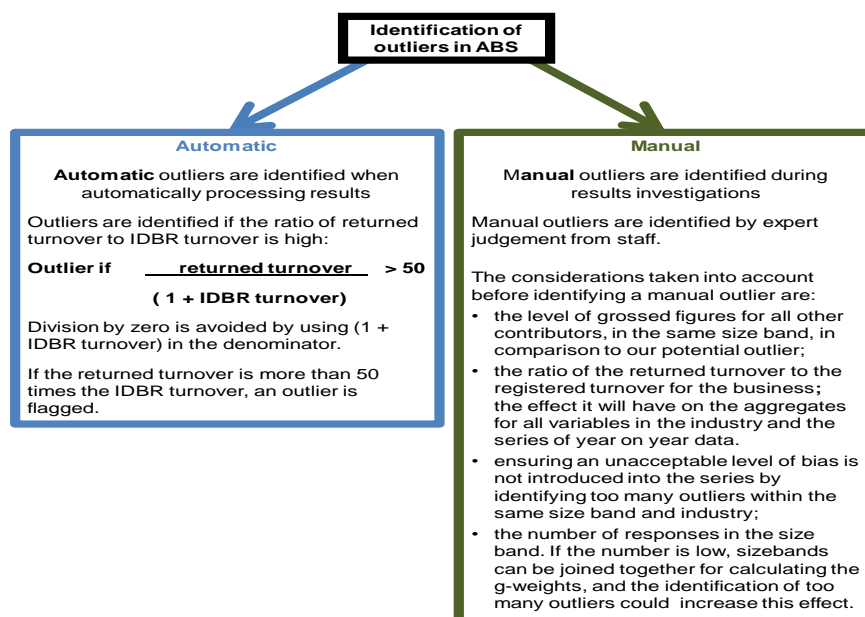 Identification of
outliers in ABS
Automatic
Automatic outliers are identified when
automatically processing results
Outliers are identified if the ratio of returned
turnover to IDBR turnover is high:
Outlier if returned turnover > 50
( 1 + IDBR turnover)
Division by zero is avoided by using (1 +
IDBR turnover) in the denominator.
If the returned turnover is more than 50
times the IDBR turnover, an outlier is
flagged.
Manual
Manual outliers are identified during
results investigations
Manual outliers are identified by expert
judgement from staff.
The considerations taken into account
before identifying a manual outlier are:
• the level of grossed figures for all other
contributors, in the same size band, in
comparison to our potential outlier;
• the ratio of the returned turnover to the
registered turnover for the business;
the effect it will have on the aggregates
for all variables in the industry and the
series of year on year data.
• ensuring an unacceptable level of bias is
not introduced into the series by
identifying too many outliers within the
same size band and industry;
• the number of responses in the size
band. If the number is low, sizebands
can be joined together for calculating the
g-weights, and the identification of too
many outliers could increase this effect.